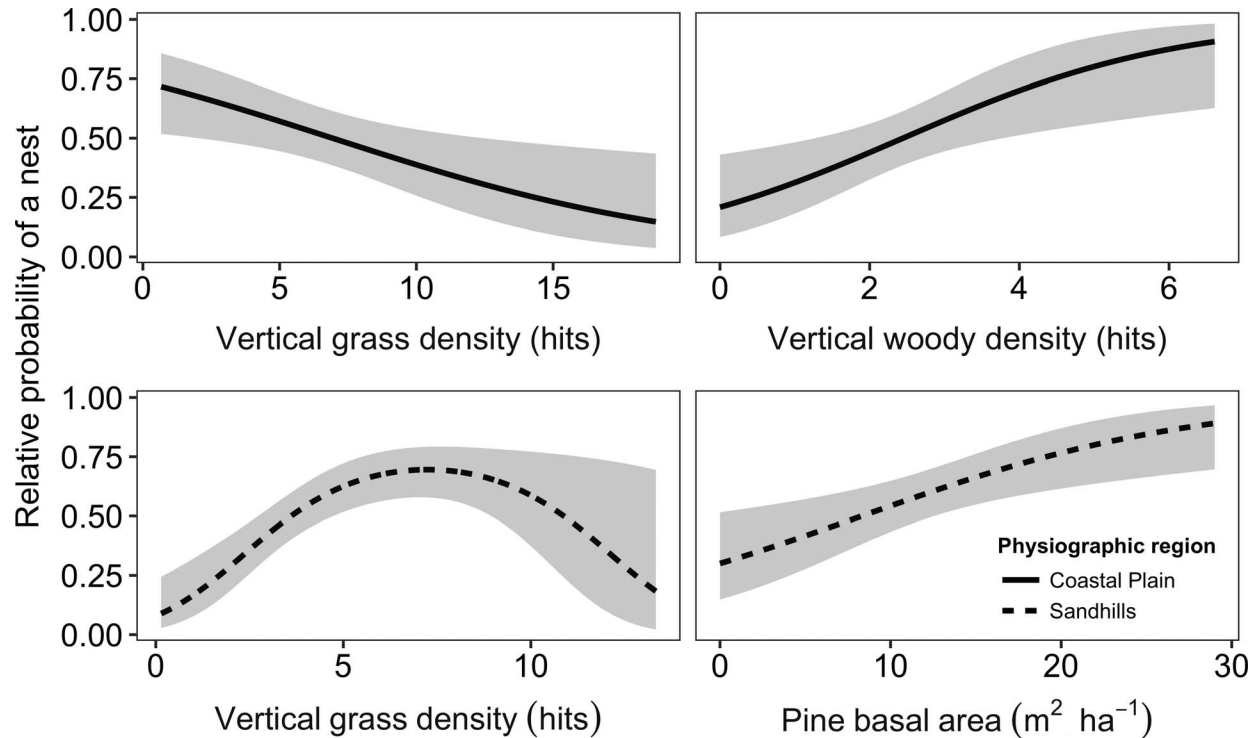 Relative probability of a nest
1.00
0.75
0.50
0.25
0.00
0 5 10 15
Vertical grass density (hits)
0 2 4 6
Vertical woody density (hits)
1.00
0.75
0.50
0.25
0.00
0 5 10
Vertical grass density (hits)
Physiographic region
Coastal Plain
Sandhills
0 10 20 30
Pine basal area (m² ha⁻¹)